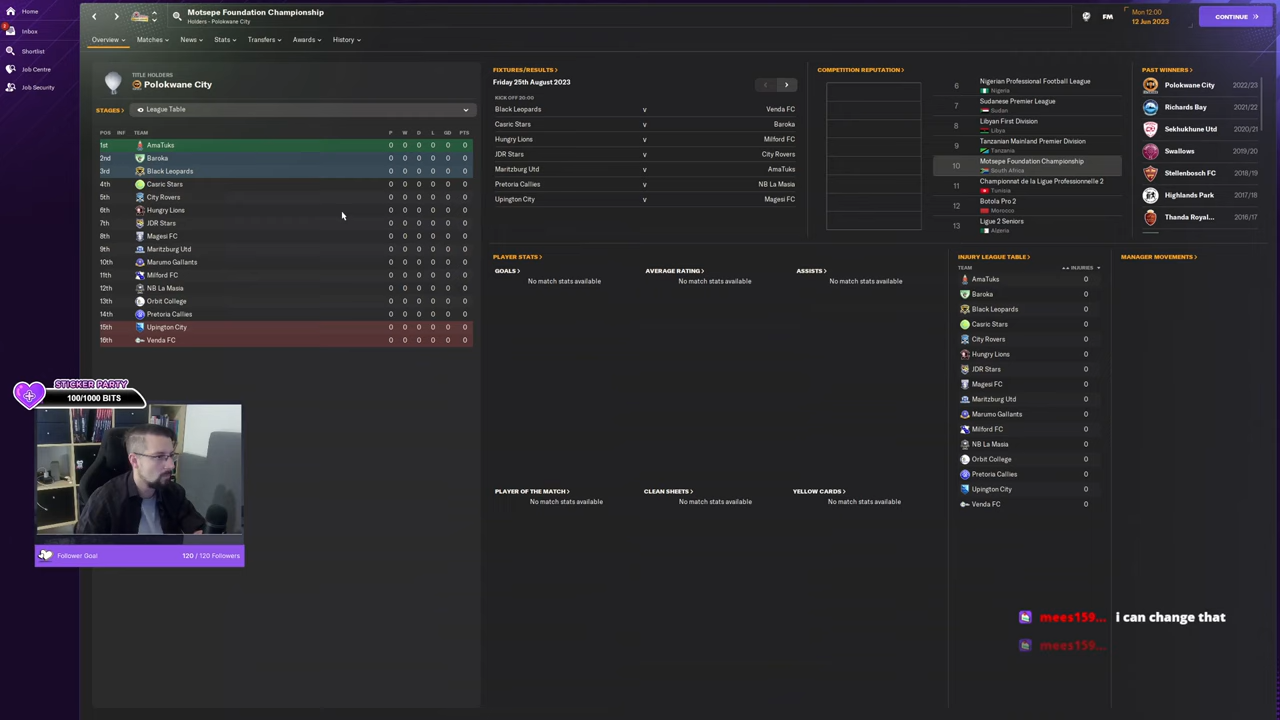 Home
Inbox
Shortlist
Job Centre
Job Security
Motsepe Foundation Championship
Holders - Polokwane City
FM
Mon 12:00
12 Jun 2023
CONTINUE
Overview
Matches
News
Stats
Transfers
Awards
History
TITLE HOLDERS
Polokwane City
STAGES
League Table
POS INF TEAM P W D L GD PTS
1st AmaTuks 0 0 0 0 0 0
2nd Baroka 0 0 0 0 0 0
3rd Black Leopards 0 0 0 0 0 0
4th Casric Stars 0 0 0 0 0 0
5th City Rovers 0 0 0 0 0 0
6th Hungry Lions 0 0 0 0 0 0
7th JDR Stars 0 0 0 0 0 0
8th Magesi FC 0 0 0 0 0 0
9th Maritzburg Utd 0 0 0 0 0 0
10th Marumo Gallants 0 0 0 0 0 0
11th Milford FC 0 0 0 0 0 0
12th NB La Masia 0 0 0 0 0 0
13th Orbit College 0 0 0 0 0 0
14th Pretoria Callies 0 0 0 0 0 0
15th Upington City 0 0 0 0 0 0
16th Venda FC 0 0 0 0 0 0
FIXTURES/RESULTS
Friday 25th August 2023
KICK OFF 20:00
Black Leopards v Venda FC
Casric Stars v Baroka
Hungry Lions v Milford FC
JDR Stars v City Rovers
Maritzburg Utd v AmaTuks
Pretoria Callies v NB La Masia
Upington City v Magesi FC
COMPETITION REPUTATION
6 Nigerian Professional Football League
Nigeria
7 Sudanese Premier League
Sudan
8 Libyan First Division
Libya
9 Tanzanian Mainland Premier Division
Tanzania
10 Motsepe Foundation Championship
South Africa
11 Championnat de la Ligue Professionnelle 2
Tunisia
12 Botola Pro 2
Morocco
13 Ligue 2 Seniors
Algeria
PAST WINNERS
Polokwane City 2022/23
Richards Bay 2021/22
Sekhukhune Utd 2020/21
Swallows 2019/20
Stellenbosch FC 2018/19
Highlands Park 2017/18
Thanda Royal... 2016/17
PLAYER STATS
GOALS
No match stats available
AVERAGE RATING
No match stats available
ASSISTS
No match stats available
PLAYER OF THE MATCH
No match stats available
CLEAN SHEETS
No match stats available
YELLOW CARDS
No match stats available
INJURY LEAGUE TABLE
TEAM INJURIES
AmaTuks 0
Baroka 0
Black Leopards 0
Casric Stars 0
City Rovers 0
Hungry Lions 0
JDR Stars 0
Magesi FC 0
Maritzburg Utd 0
Marumo Gallants 0
Milford FC 0
NB La Masia 0
Orbit College 0
Pretoria Callies 0
Upington City 0
Venda FC 0
MANAGER MOVEMENTS
STICKER PARTY
100/1000 BITS
Follower Goal 120 / 120 Followers
mees159... i can change that
mees159...